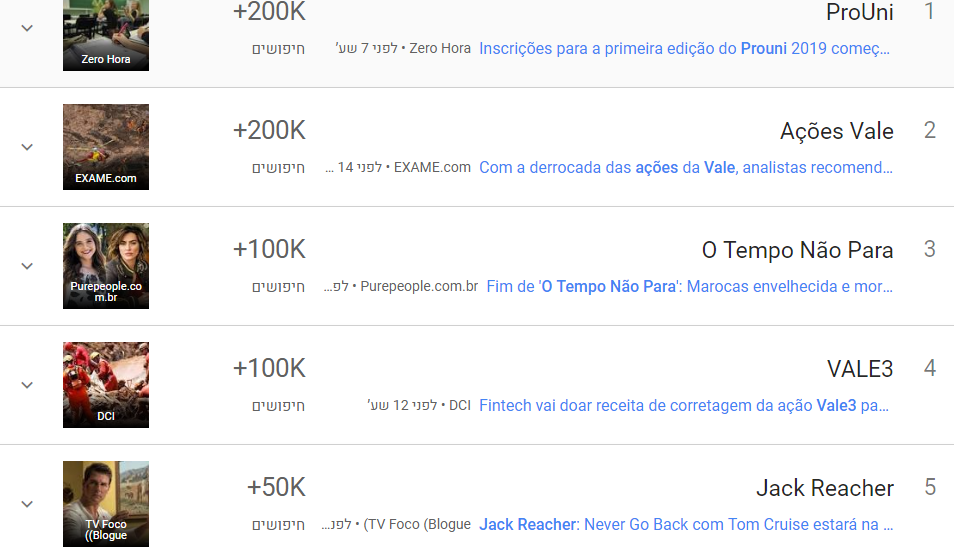 1
ProUni
200K+
Inscrições para a primeira edição do Prouni 2019 começ…
Zero Hora • לפני 7 שע׳
חיפושים
Zero Hora
2
Ações Vale
200K+
Com a derrocada das ações da Vale, analistas recomend…
EXAME.com • לפני 14 …
חיפושים
EXAME.com
3
O Tempo Não Para
100K+
Fim de 'O Tempo Não Para': Marocas envelhecida e mor…
Purepeople.com.br • לפ…
חיפושים
Purepeople.co
m.br
4
VALE3
100K+
Fintech vai doar receita de corretagem da ação Vale3 pa…
DCI • לפני 12 שע׳
חיפושים
DCI
5
Jack Reacher
50K+
Jack Reacher: Never Go Back com Tom Cruise estará na …
TV Foco (Blogue) • לפנ…
חיפושים
TV Foco
(Blogue)